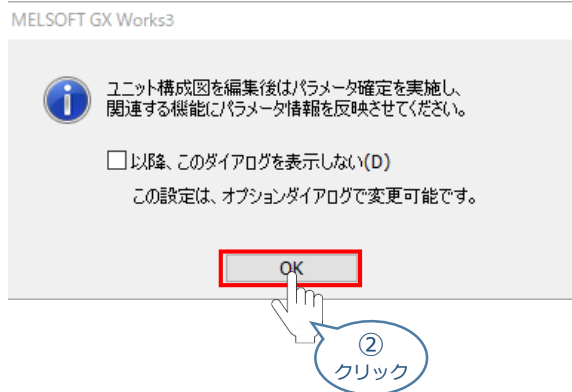 MELSOFT GX Works3
ユニット構成図を編集後はパラメータ確定を実施し、
関連する機能にパラメータ情報を反映させてください。
以降、このダイアログを表示しない(D)
この設定は、オプションダイアログで変更可能です。
OK
②
クリック